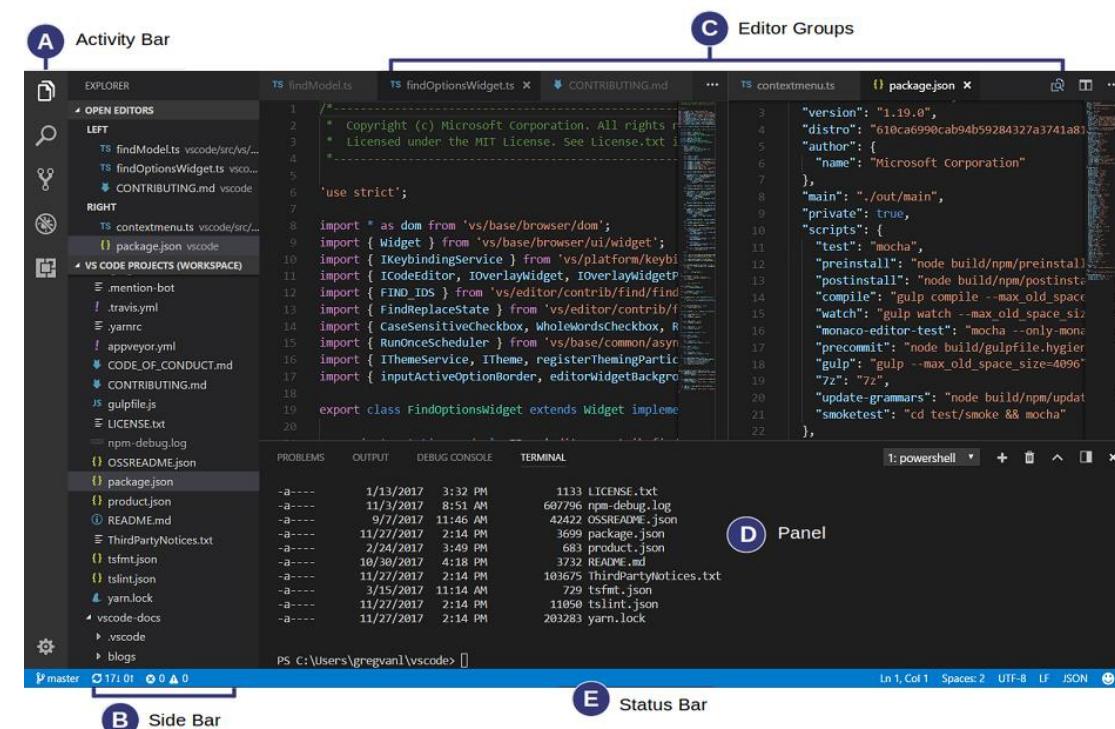 A Activity Bar
C Editor Groups
EXPLORER
OPEN EDITORS
LEFT
TS findModel.ts vscode/src/vs/...
TS findOptionsWidget.ts vsco...
CONTRIBUTING.md vscode
RIGHT
TS contextmenu.ts vscode/src/...
{} package.json vscode
VS CODE PROJECTS (WORKSPACE)
.mention-bot
! .travis.yml
.yarnrc
! appveyor.yml
CODE_OF_CONDUCT.md
CONTRIBUTING.md
JS gulpfile.js
LICENSE.txt
npm-debug.log
{} OSSREADME.json
{} package.json
{} product.json
README.md
ThirdPartyNotices.txt
{} tsfmt.json
{} tslint.json
yarn.lock
vscode-docs
.vscode
blogs
TS findModel.ts TS findOptionsWidget.ts × CONTRIBUTING.md ...
1 /*--------------------------------
2 * Copyright (c) Microsoft Corporation. All rights
3 * Licensed under the MIT License. See License.txt
4 *--------------------------------
5
6 'use strict';
7
8 import * as dom from 'vs/base/browser/dom';
9 import { Widget } from 'vs/base/browser/ui/widget';
10 import { IKeybindingService } from 'vs/platform/keybi
11 import { ICodeEditor, IOverlayWidget, IOverlayWidgetP
12 import { FIND_IDS } from 'vs/editor/contrib/find/find
13 import { FindReplaceState } from 'vs/editor/contrib/f
14 import { CaseSensitiveCheckbox, WholeWordsCheckbox, R
15 import { RunOnceScheduler } from 'vs/base/common/asyn
16 import { IThemeService, ITheme, registerThemingPartic
17 import { inputActiveOptionBorder, editorWidgetBackgro
18
19 export class FindOptionsWidget extends Widget impleme
20
TS contextmenu.ts {} package.json × ...
3 "version": "1.19.0",
4 "distro": "610ca6990cab94b59284327a3741a81
5 "author": {
6 "name": "Microsoft Corporation"
7 },
8 "main": "./out/main",
9 "private": true,
10 "scripts": {
11 "test": "mocha",
12 "preinstall": "node build/npm/preinstall
13 "postinstall": "node build/npm/postinsta
14 "compile": "gulp compile --max_old_space
15 "watch": "gulp watch --max_old_space_siz
16 "monaco-editor-test": "mocha --only-mona
17 "precommit": "node build/gulpfile.hygien
18 "gulp": "gulp --max_old_space_size=4096"
19 "7z": "7z",
20 "update-grammars": "node build/npm/updat
21 "smoketest": "cd test/smoke && mocha"
22 },
PROBLEMS OUTPUT DEBUG CONSOLE TERMINAL 1: powershell
-a---- 1/13/2017 3:32 PM 1133 LICENSE.txt
-a---- 11/3/2017 8:51 AM 607796 npm-debug.log
-a---- 9/7/2017 11:46 AM 42422 OSSREADME.json
-a---- 11/27/2017 2:14 PM 3699 package.json
-a---- 2/24/2017 3:49 PM 683 product.json
-a---- 10/30/2017 4:18 PM 3732 README.md
-a---- 11/27/2017 2:14 PM 103675 ThirdPartyNotices.txt
-a---- 3/15/2017 11:14 AM 729 tsfmt.json
-a---- 11/27/2017 2:14 PM 11050 tslint.json
-a---- 11/27/2017 2:14 PM 203283 yarn.lock
D Panel
PS C:\Users\gregvanl\vscode>
master 17↓ 0↑ 0 0 Ln 1, Col 1 Spaces: 2 UTF-8 LF JSON
B Side Bar
E Status Bar